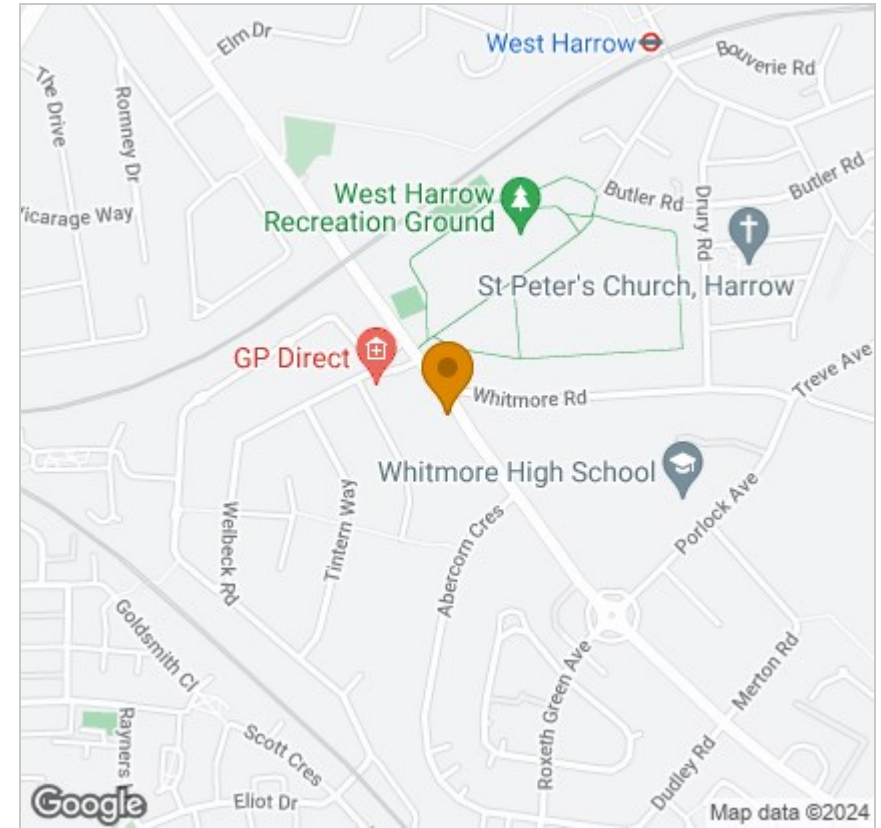 Elm Dr
West Harrow
Bouverie Rd
The Drive
Romney Dr
West Harrow
Recreation Ground
Butler Rd
Butler Rd
Drury Rd
icarage Way
St Peter's Church, Harrow
GP Direct
Treve Ave
Whitmore Rd
Whitmore High School
Welbeck Rd
Tintern Way
Abercorn Cres
Porlock Ave
Goldsmith Cl
Roxeth Green Ave
Merton Rd
Rayners
Scott Cres
Dudley Rd
Eliot Dr
Google
Map data ©2024